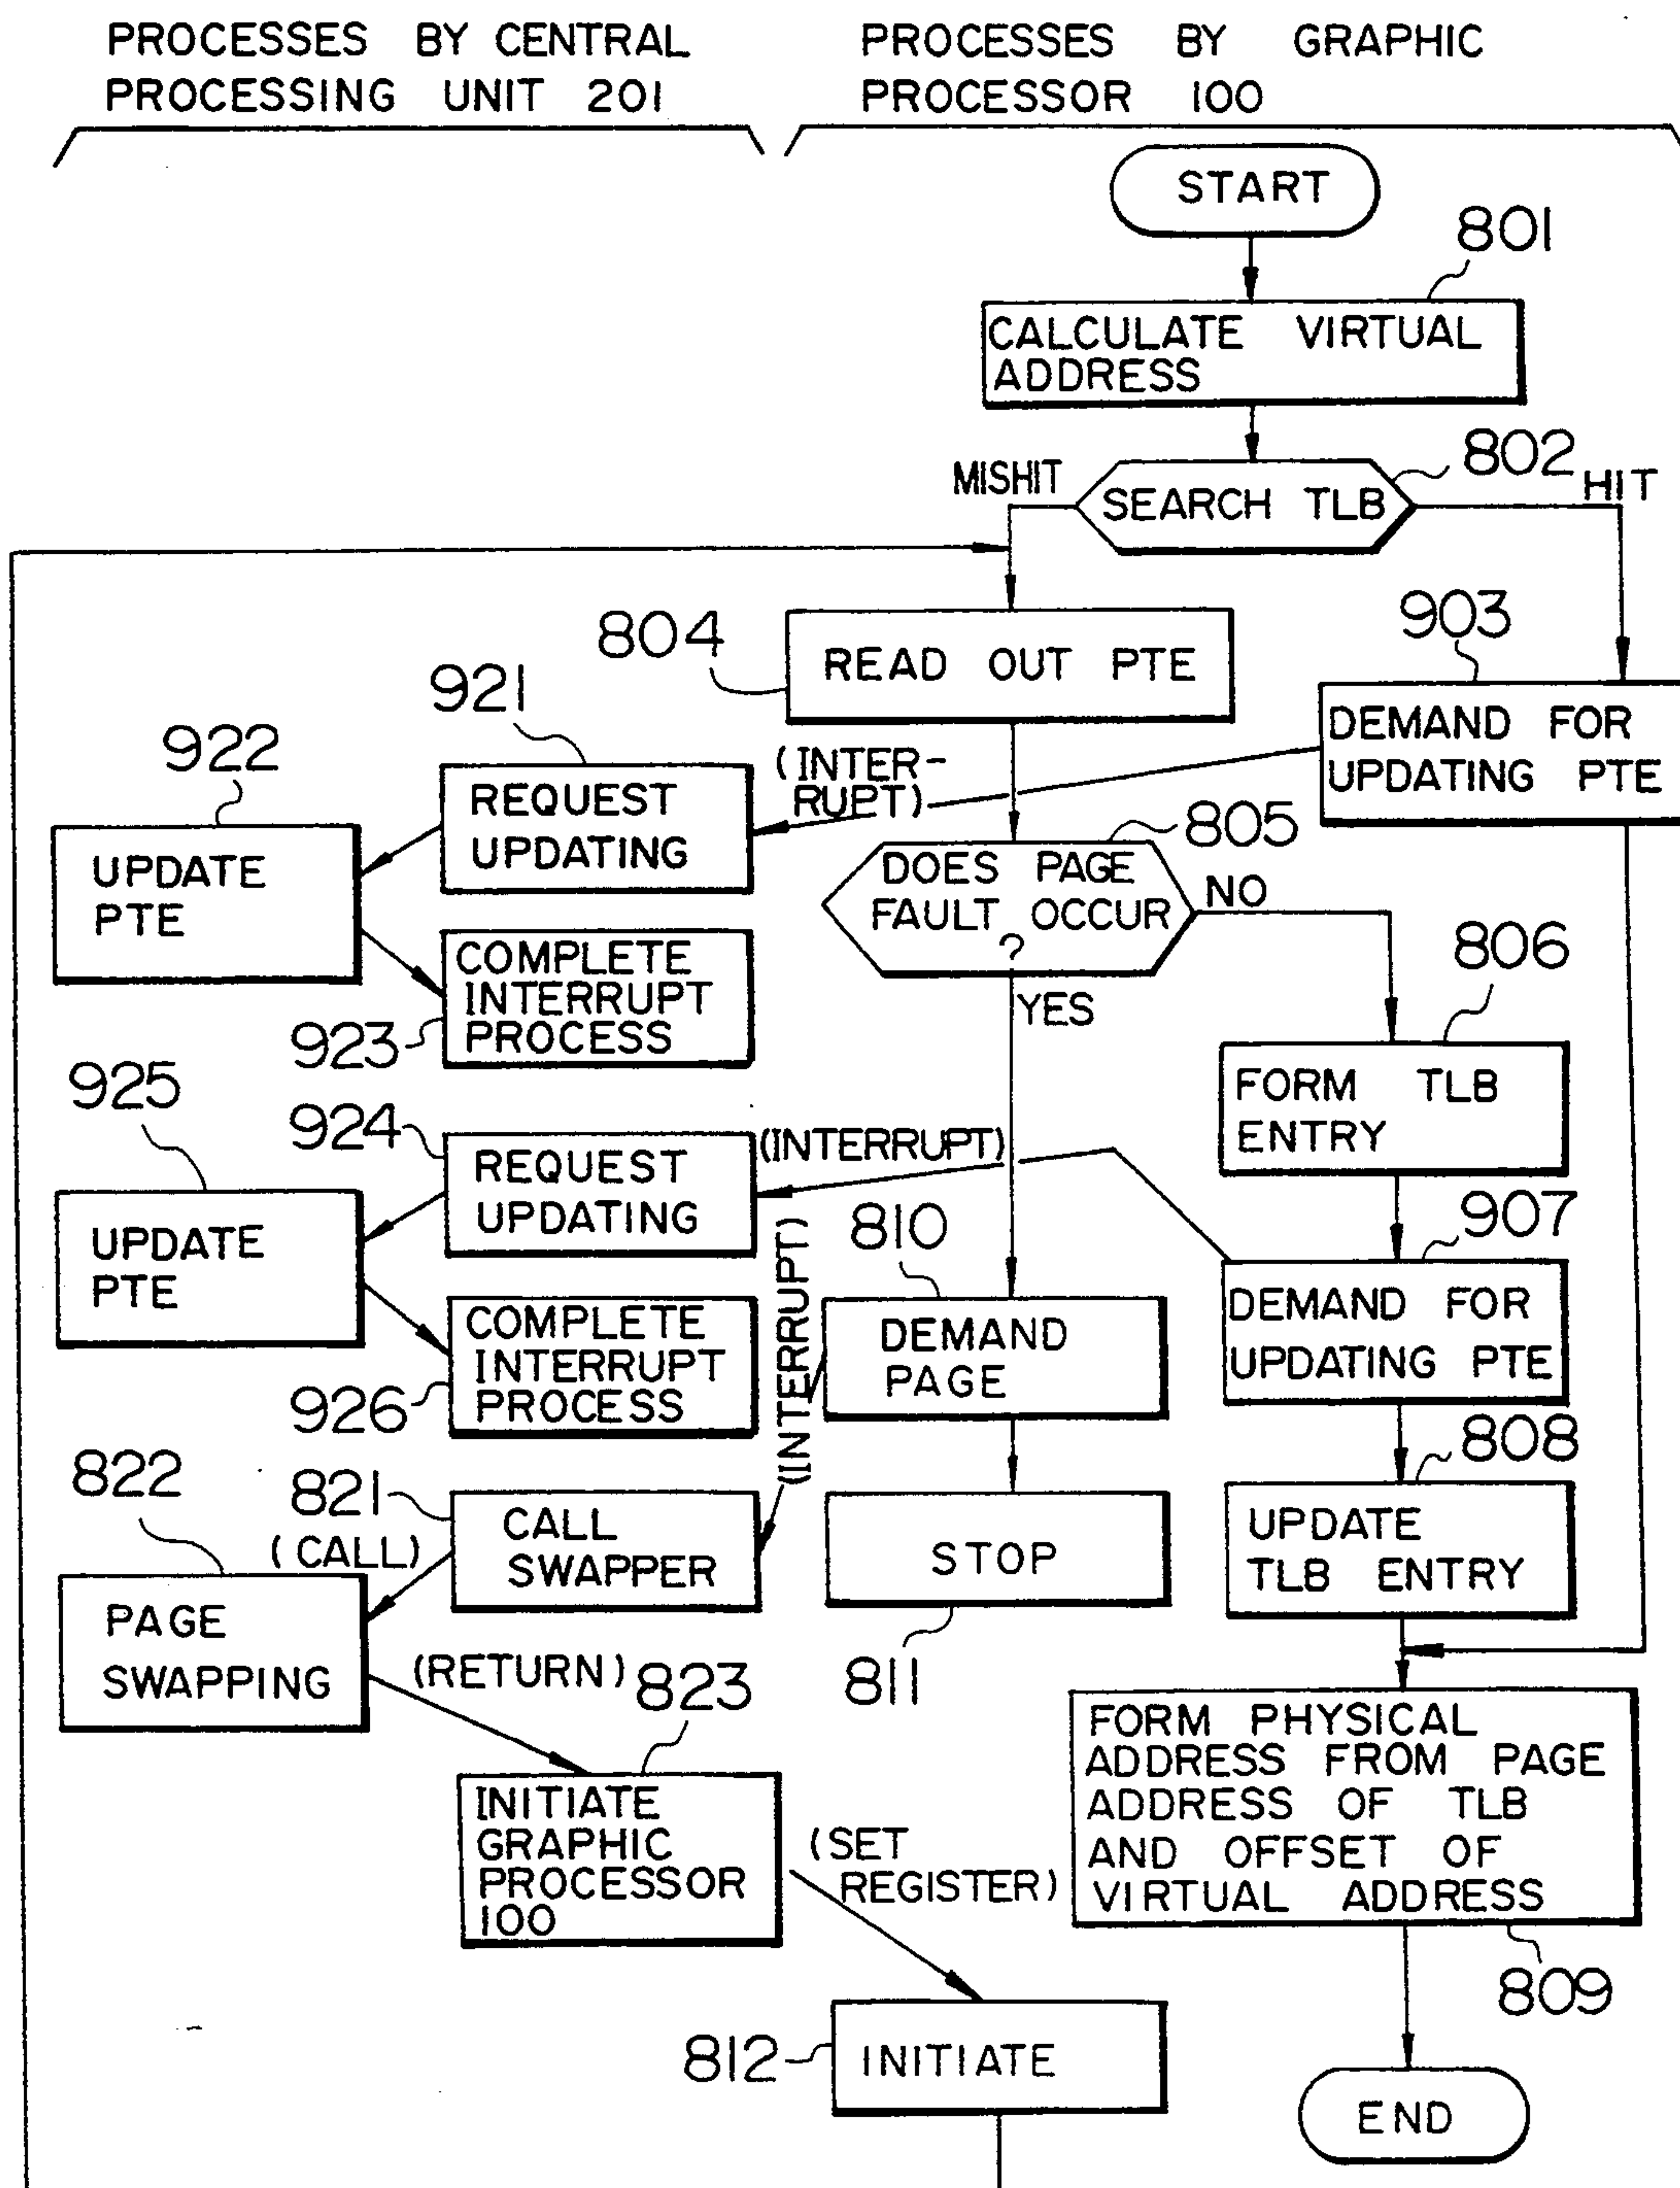 PROCESSES BY CENTRAL
PROCESSING UNIT 201
PROCESSES BY GRAPHIC
PROCESSOR 100
START
801
CALCULATE VIRTUAL
ADDRESS
802
MISHIT
SEARCH TLB
HIT
804
READ OUT PTE
903
DEMAND FOR
UPDATING PTE
921
922
(INTER-
RUPT)
REQUEST
UPDATING
UPDATE
PTE
805
DOES PAGE
FAULT OCCUR
?
NO
YES
COMPLETE
INTERRUPT
PROCESS
923
806
FORM TLB
ENTRY
925
924
REQUEST
UPDATING
(INTERRUPT)
UPDATE
PTE
907
DEMAND FOR
UPDATING PTE
810
DEMAND
PAGE
(INTERRUPT)
COMPLETE
INTERRUPT
PROCESS
926
808
UPDATE
TLB ENTRY
822
821
(CALL)
CALL
SWAPPER
STOP
811
PAGE
SWAPPING
(RETURN)
823
FORM PHYSICAL
ADDRESS FROM PAGE
ADDRESS OF TLB
AND OFFSET OF
VIRTUAL ADDRESS
809
INITIATE
GRAPHIC
PROCESSOR
100
(SET
REGISTER)
812
INITIATE
END